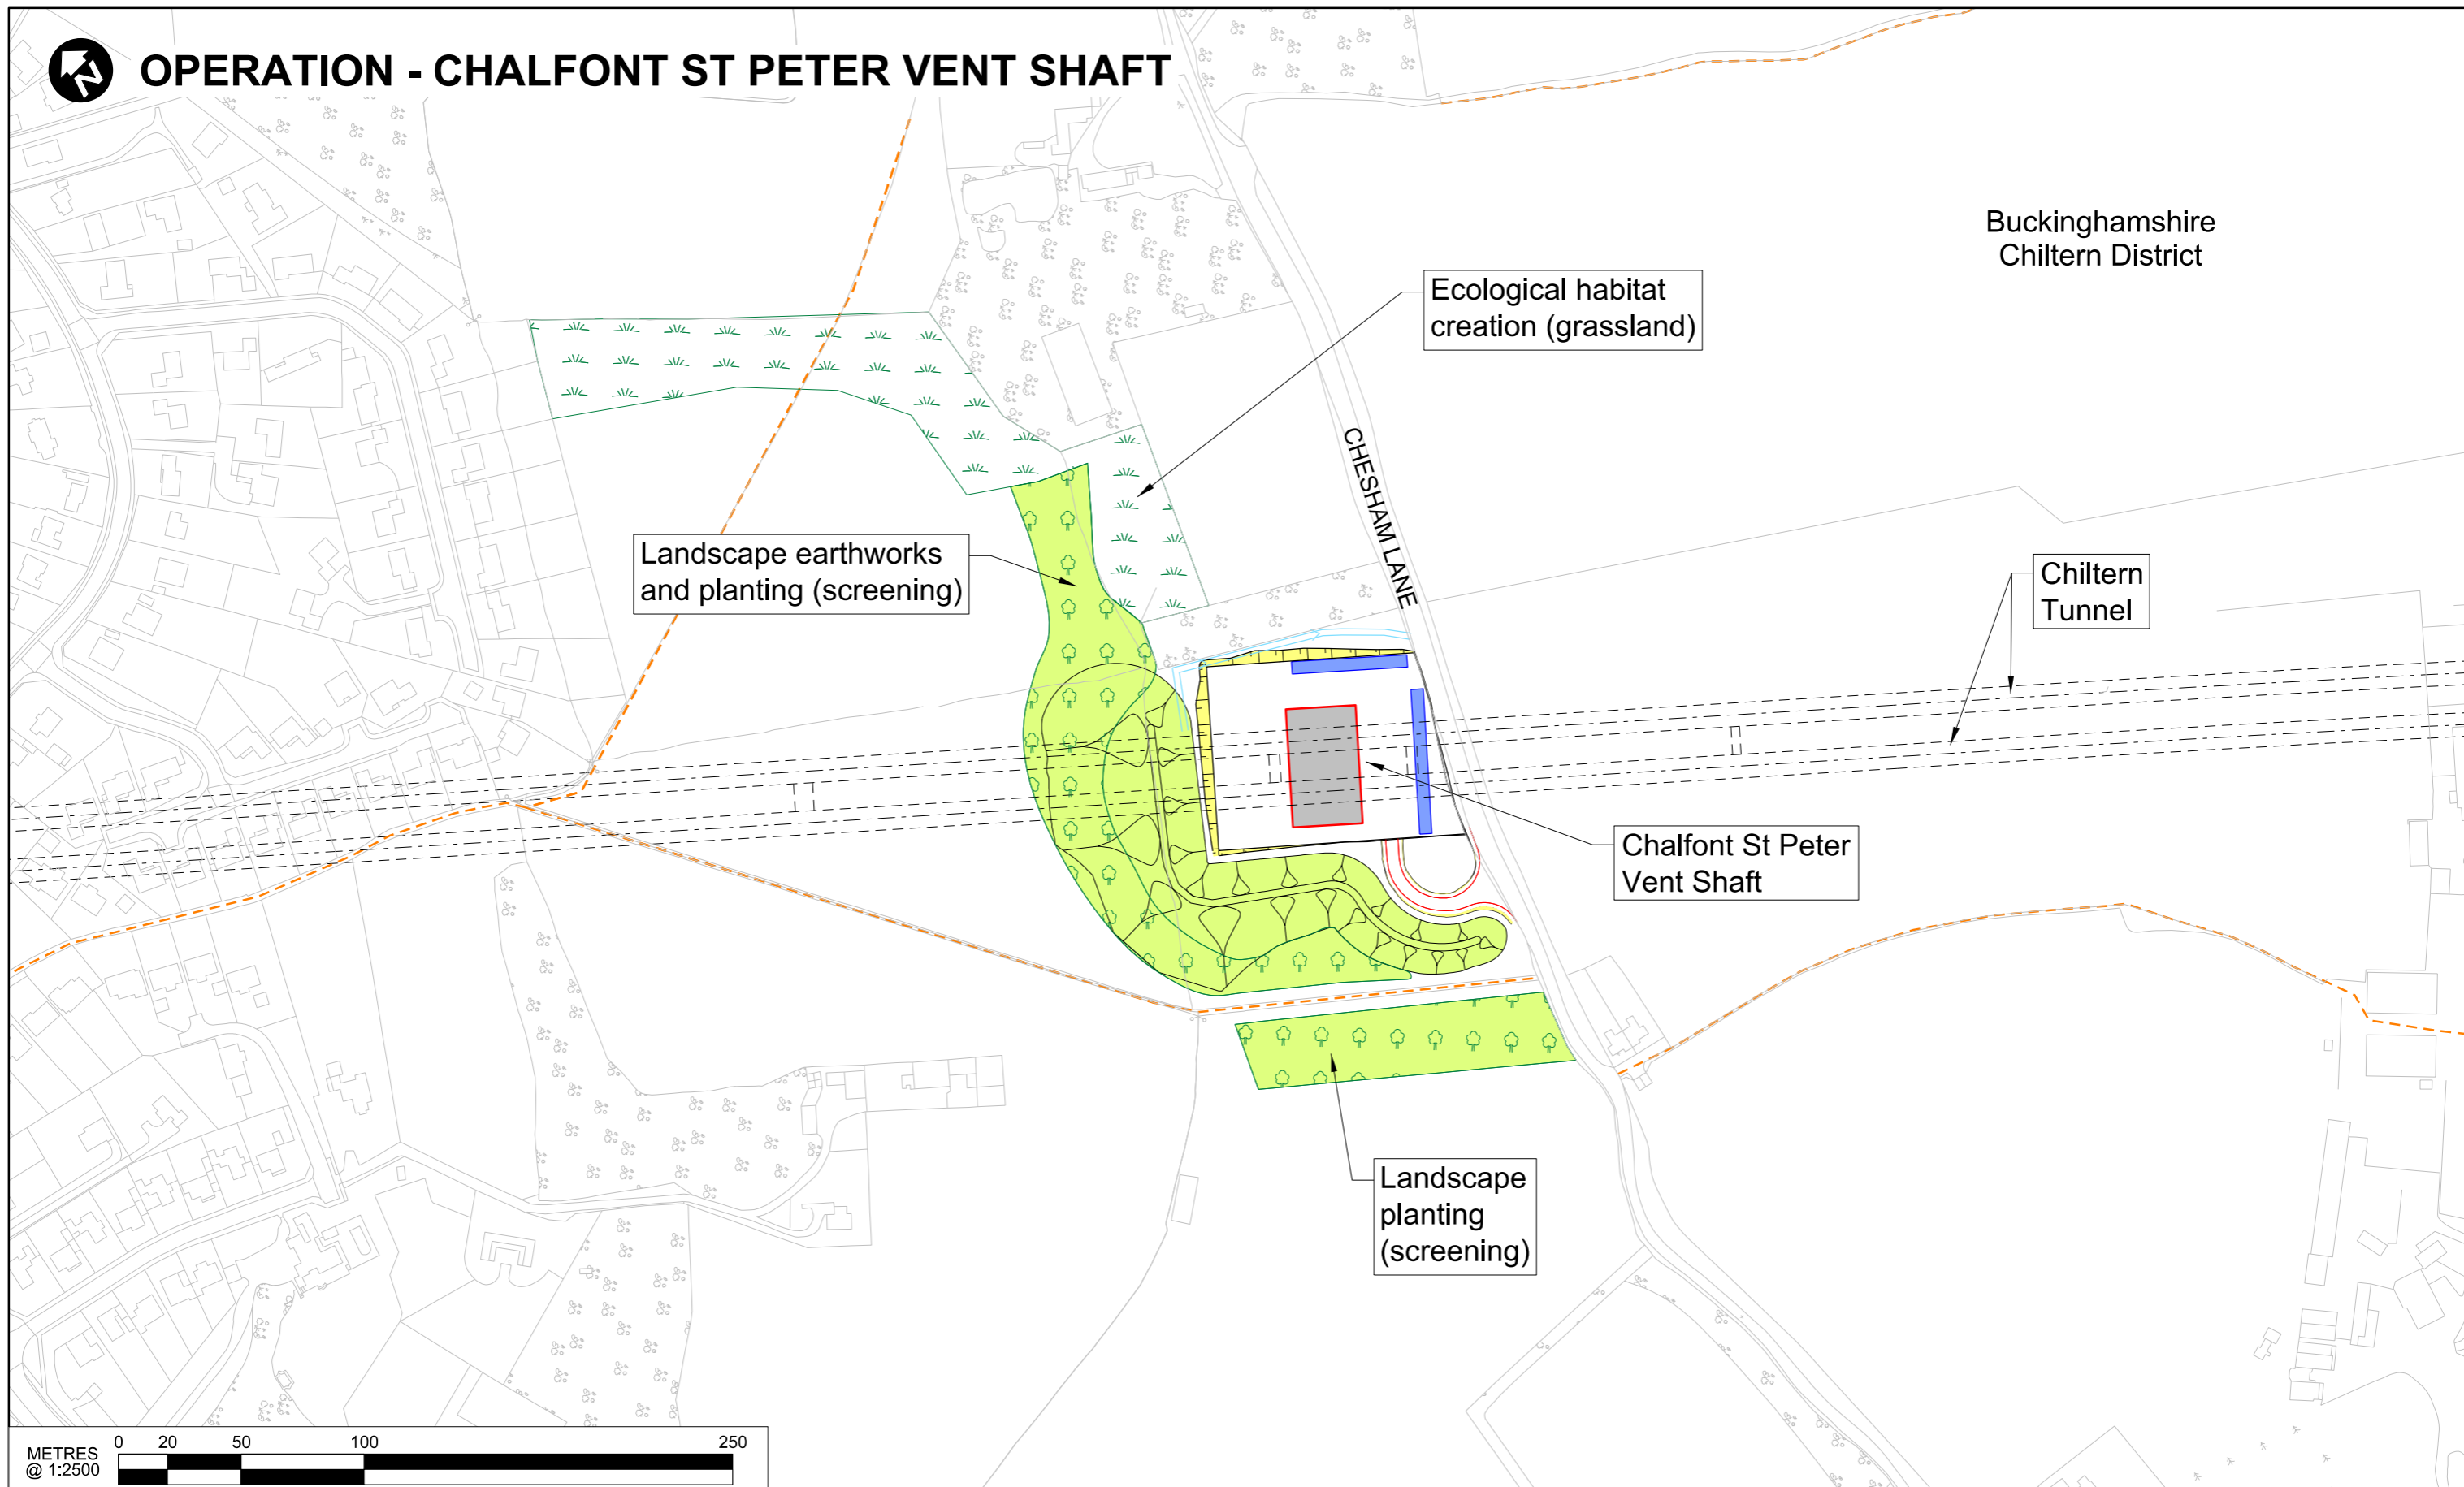 N
OPERATION - CHALFONT ST PETER VENT SHAFT
Buckinghamshire
Chiltern District
Ecological habitat
creation (grassland)
CHESHAM LANE
Landscape earthworks
and planting (screening)
Chiltern
Tunnel
Chalfont St Peter
Vent Shaft
Landscape
planting
(screening)
METRES
@ 1:2500
0 20 50 100 250